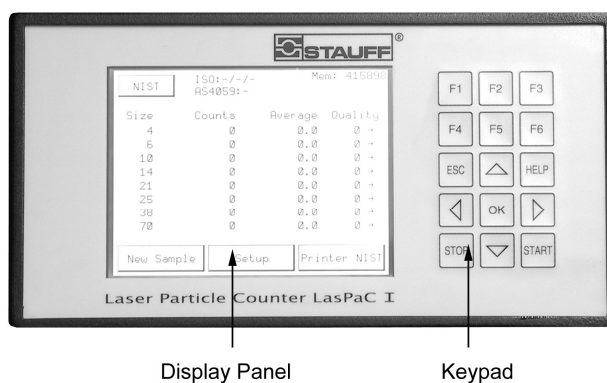 STAUFF®
NIST ISO:-/-/- Mem: 415898
AS4059:-
Size Counts Average Quality
4 0 0.0 0 →
6 0 0.0 0 →
10 0 0.0 0 →
14 0 0.0 0 →
21 0 0.0 0 →
25 0 0.0 0 →
38 0 0.0 0 →
70 0 0.0 0 →
New Sample Setup Printer NIST
Laser Particle Counter LasPaC I
F1 F2 F3
F4 F5 F6
ESC HELP
OK
STOP START
Display Panel Keypad